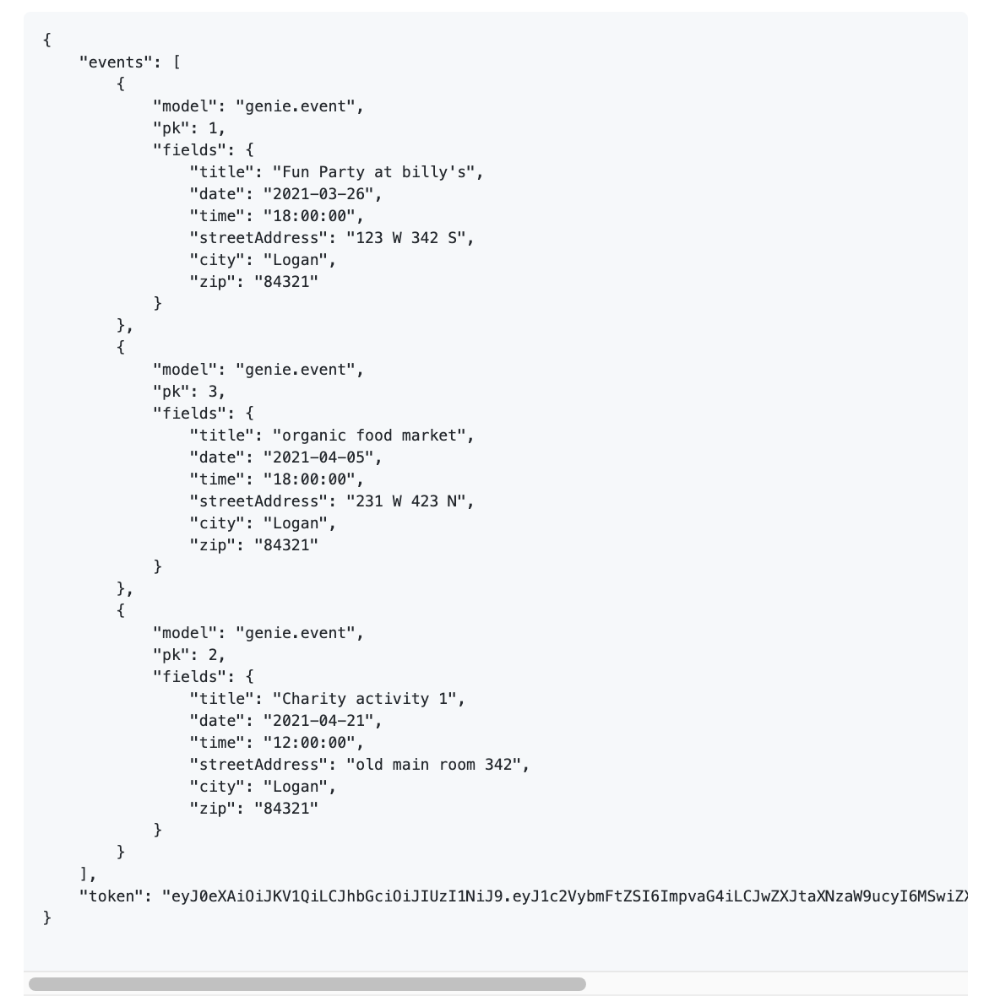 {
    "events": [
        {
            "model": "genie.event",
            "pk": 1,
            "fields": {
                "title": "Fun Party at billy's",
                "date": "2021-03-26",
                "time": "18:00:00",
                "streetAddress": "123 W 342 S",
                "city": "Logan",
                "zip": "84321"
            }
        },
        {
            "model": "genie.event",
            "pk": 3,
            "fields": {
                "title": "organic food market",
                "date": "2021-04-05",
                "time": "18:00:00",
                "streetAddress": "231 W 423 N",
                "city": "Logan",
                "zip": "84321"
            }
        },
        {
            "model": "genie.event",
            "pk": 2,
            "fields": {
                "title": "Charity activity 1",
                "date": "2021-04-21",
                "time": "12:00:00",
                "streetAddress": "old main room 342",
                "city": "Logan",
                "zip": "84321"
            }
        }
    ],
    "token": "eyJ0eXAiOiJKV1QiLCJhbGciOiJIUzI1NiJ9.eyJ1c2VybmFtZSI6ImpvaG4iLCJwZXJtaXNzaW9ucyI6MSwiZX
}